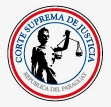 CORTE SUPREMA DE JUSTICIA
REPUBLICA DEL PARAGUAY